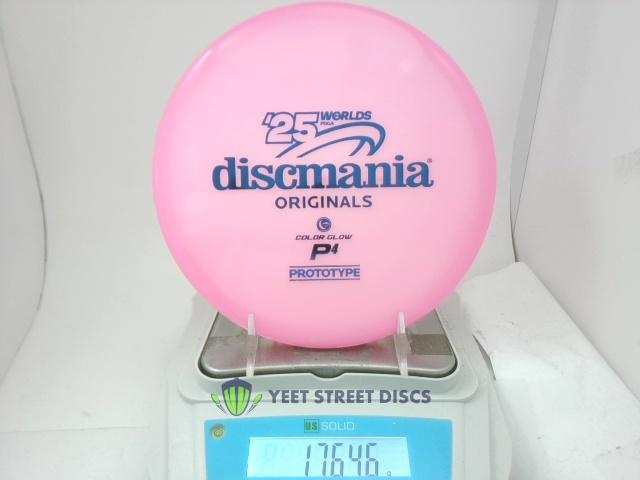 '25 WORLDS
PDGA
discmania®
ORIGINALS
COLOR GLOW
P4
PROTOTYPE
YEET STREET DISCS
US SOLID
176.46 g